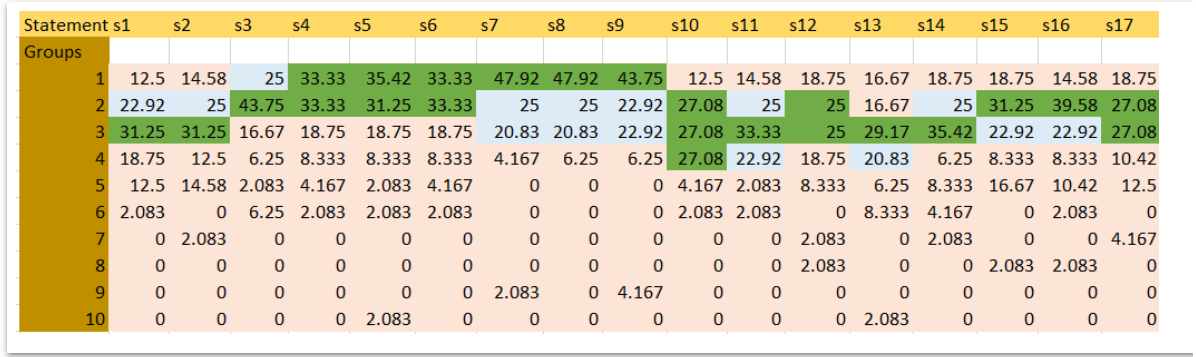 Statement s1 s2 s3 s4 s5 s6 s7 s8 s9 s10 s11 s12 s13 s14 s15 s16 s17
Groups
1 12.5 14.58 25 33.33 35.42 33.33 47.92 47.92 43.75 12.5 14.58 18.75 16.67 18.75 18.75 14.58 18.75
2 22.92 25 43.75 33.33 31.25 33.33 25 25 22.92 27.08 25 25 16.67 25 31.25 39.58 27.08
3 31.25 31.25 16.67 18.75 18.75 18.75 20.83 20.83 22.92 27.08 33.33 25 29.17 35.42 22.92 22.92 27.08
4 18.75 12.5 6.25 8.333 8.333 8.333 4.167 6.25 6.25 27.08 22.92 18.75 20.83 6.25 8.333 8.333 10.42
5 12.5 14.58 2.083 4.167 2.083 4.167 0 0 0 4.167 2.083 8.333 6.25 8.333 16.67 10.42 12.5
6 2.083 0 6.25 2.083 2.083 2.083 0 0 0 2.083 2.083 0 8.333 4.167 0 2.083 0
7 0 2.083 0 0 0 0 0 0 0 0 0 2.083 0 2.083 0 0 4.167
8 0 0 0 0 0 0 0 0 0 0 0 2.083 0 0 2.083 2.083 0
9 0 0 0 0 0 0 2.083 0 4.167 0 0 0 0 0 0 0 0
10 0 0 0 0 2.083 0 0 0 0 0 0 0 2.083 0 0 0 0